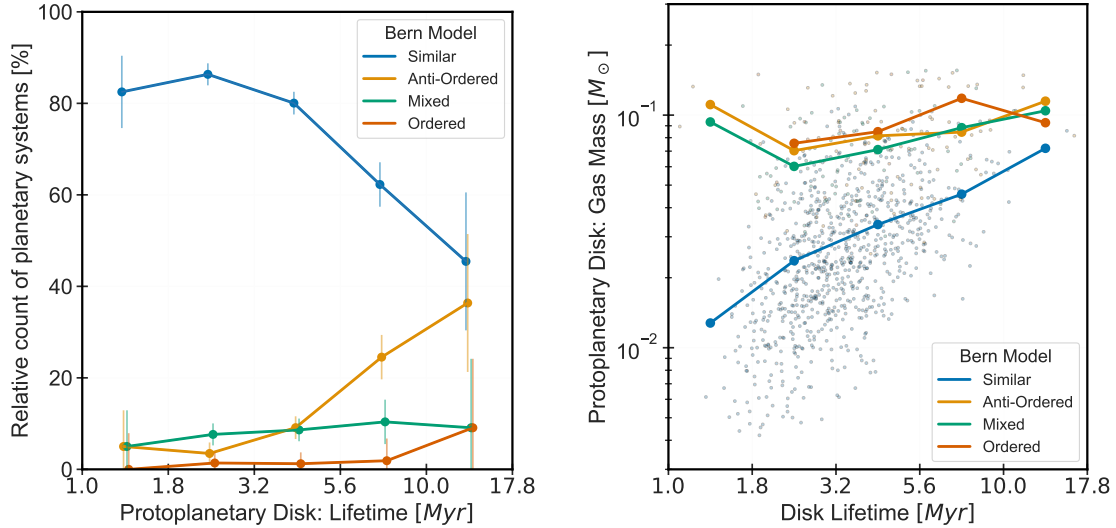 100
80
60
40
20
0
Relative count of planetary systems [%]
Bern Model
Similar
Anti-Ordered
Mixed
Ordered
1.0 1.8 3.2 5.6 10.0 17.8
Protoplanetary Disk: Lifetime [Myr]
Protoplanetary Disk: Gas Mass [M⊙]
10⁻¹
10⁻²
Bern Model
Similar
Anti-Ordered
Mixed
Ordered
1.0 1.8 3.2 5.6 10.0 17.8
Disk Lifetime [Myr]